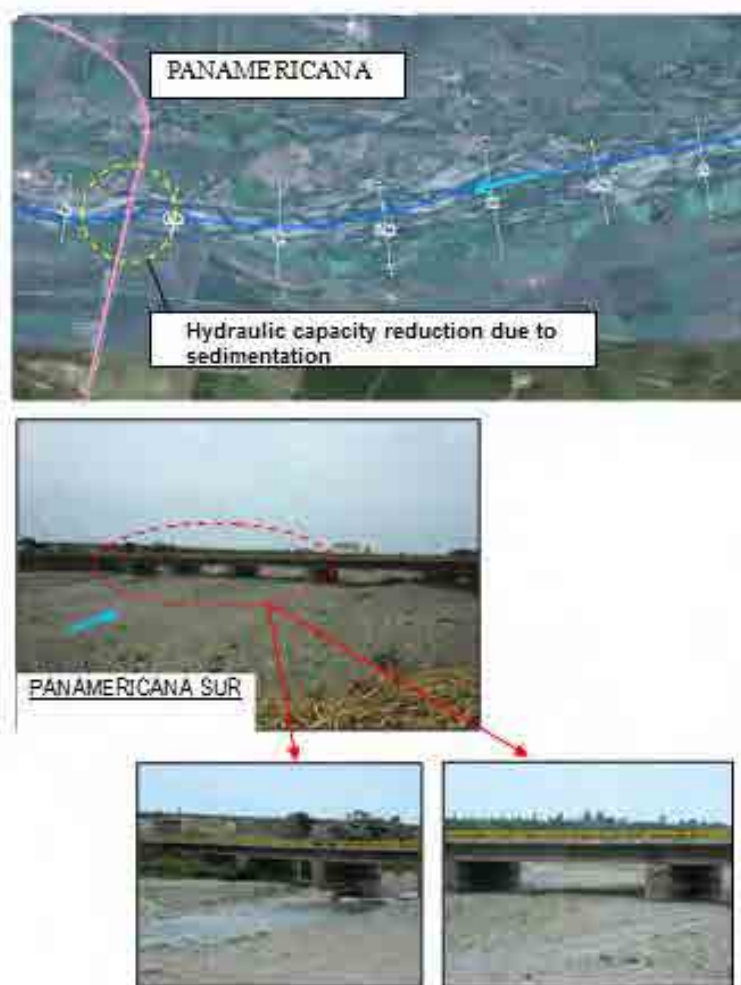 PANAMERICANA
Hydraulic capacity reduction due to
sedimentation
PANAMERICANA SUR